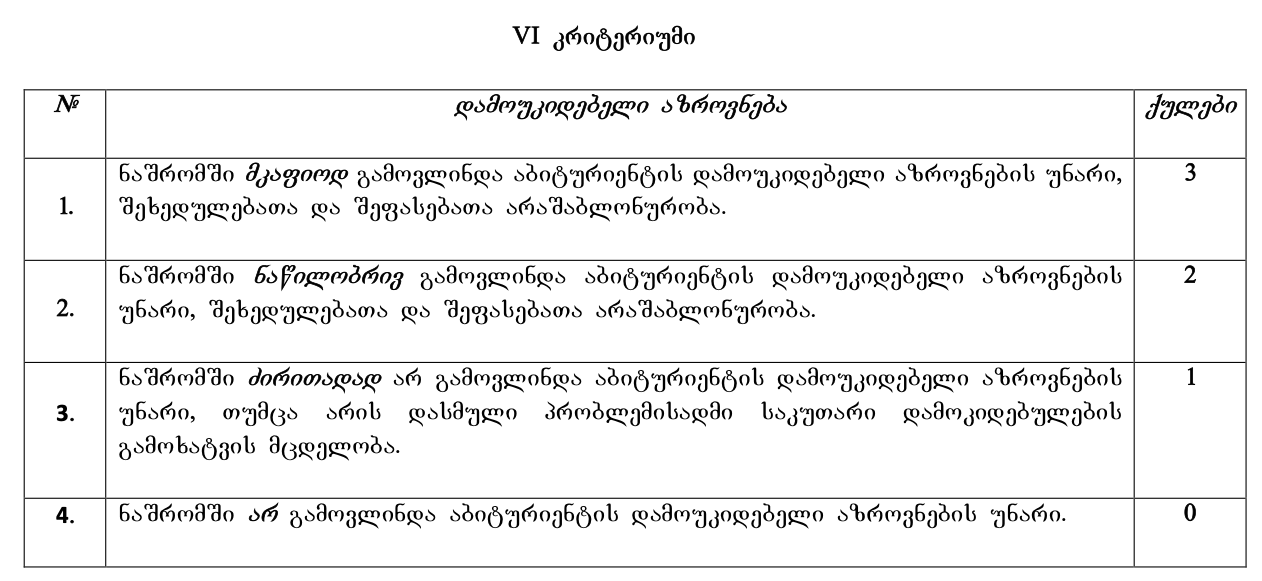 VI კრიტერიუმი
№ დამოუკიდებელი აზროვნება ქულები
ნაშრომში მკაფიოდ გამოვლინდა აბიტურიენტის დამოუკიდებელი აზროვნების უნარი, 3
1. შეხედულებათა და შეფასებათა არაშაბლონურობა.
ნაშრომში ნაწილობრივ გამოვლინდა აბიტურიენტის დამოუკიდებელი აზროვნების 2
2. უნარი, შეხედულებათა და შეფასებათა არაშაბლონურობა.
ნაშრომში ძირითადად არ გამოვლინდა აბიტურიენტის დამოუკიდებელი აზროვნების 1
3. უნარი, თუმცა არის დასმული პრობლემისადმი საკუთარი დამოკიდებულების
გამოხატვის მცდელობა.
4. ნაშრომში არ გამოვლინდა აბიტურიენტის დამოუკიდებელი აზროვნების უნარი. 0